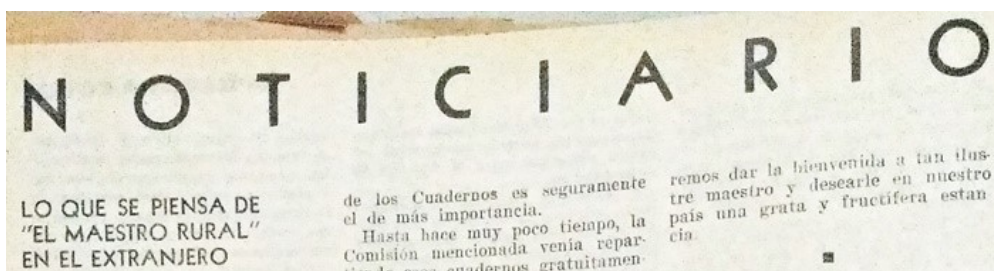 NOTICIARIO
LO QUE SE PIENSA DE
"EL MAESTRO RURAL"
EN EL EXTRANJERO
de los Cuadernos es seguramente
el de más importancia.
Hasta hace muy poco tiempo, la
Comisión mencionada venía repar-
cuadernos gratuitamen-
remos dar la bienvenida a tan ilus-
tre maestro y desearle en nuestro
país una grata y fructífera estan
cia.